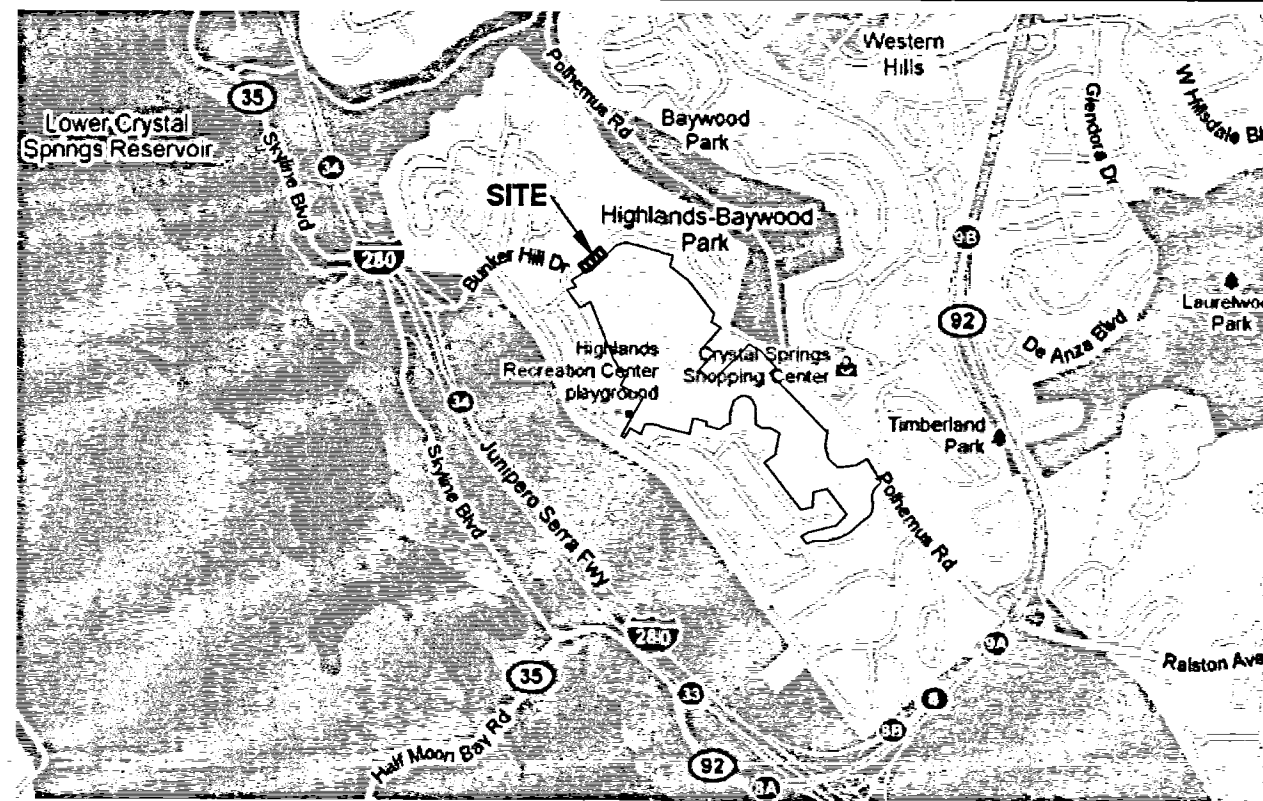 Western
Hills
35
Polhemus Rd
Glendora Dr
W Hillsdale Bl
Lower Crystal
Springs Reservoir
Baywood
Park
Skyline Blvd
34
SITE
Highlands-Baywood
Park
9B
280
Bunker Hill Dr
Laurelwoo
Park
92
De Anza Blvd
Highlands
Recreation Center
playground
Crystal Springs
Shopping Center
34
Timberland
Park
Skyline Blvd
Junipero Serra Fwy
Polhemus Rd
280
9A
Ralston Ave
35
33
8
8B
Half Moon Bay Rd
92
8A